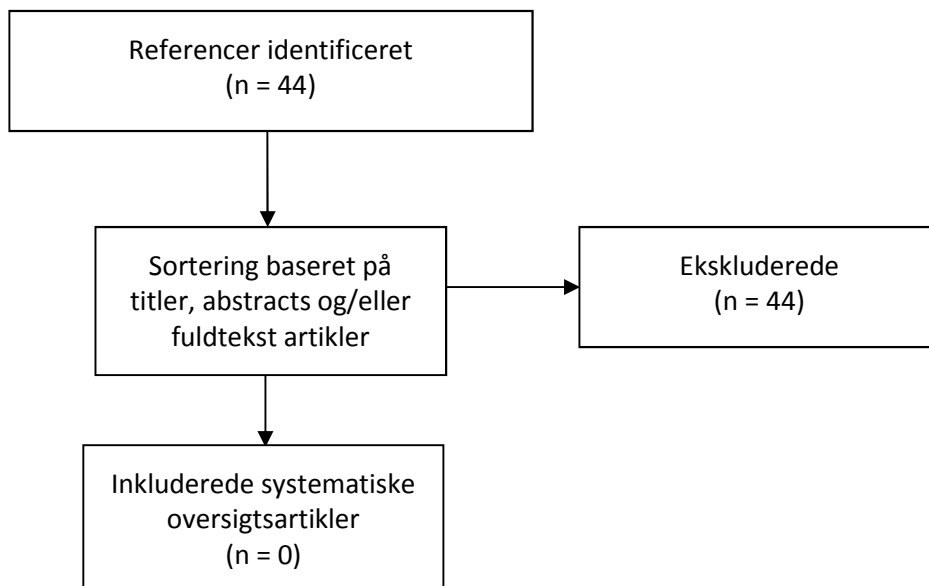 Referencer identificeret
(n = 44)
Sortering baseret på
titler, abstracts og/eller
fuldtekst artikler
Ekskluderede
(n = 44)
Inkluderede systematiske
oversigtsartikler
(n = 0)